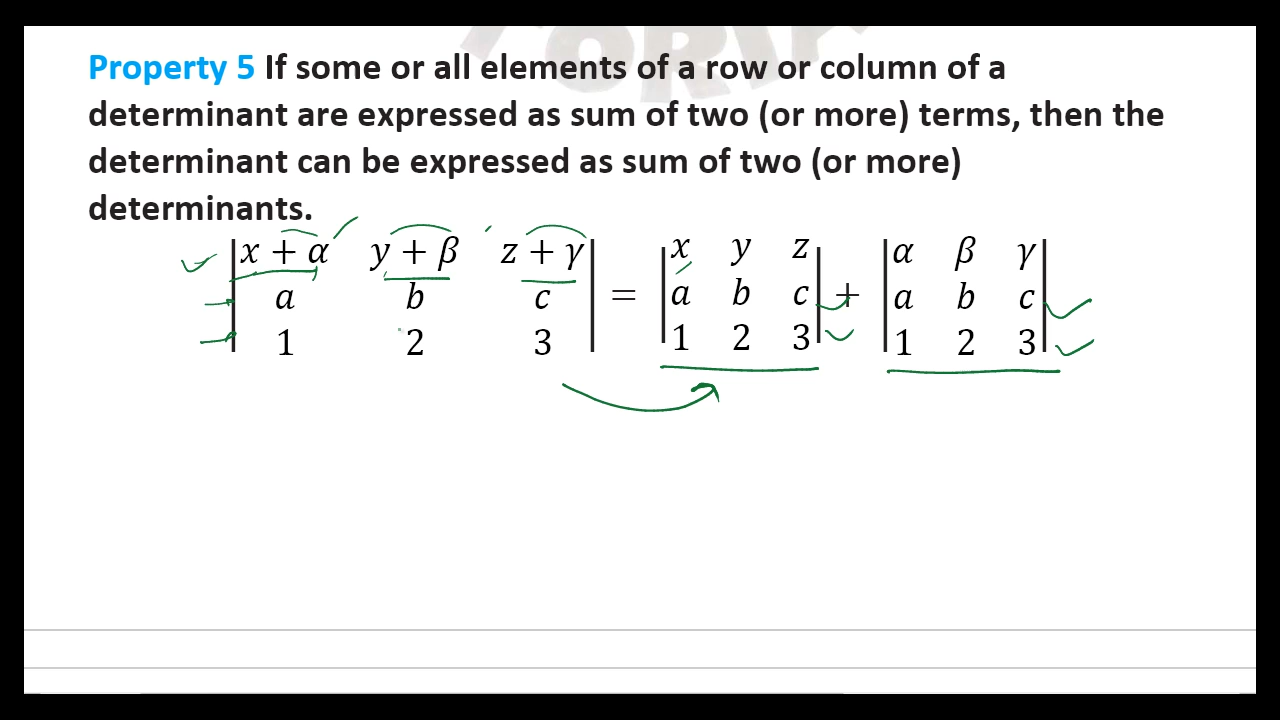 Property 5 If some or all elements of a row or column of a
determinant are expressed as sum of two (or more) terms, then the
determinant can be expressed as sum of two (or more)
determinants.
|x + α y + β z + γ| |x y z| |α β γ|
|a b c| = |a b c| + |a b c|
|1 2 3| |1 2 3| |1 2 3|